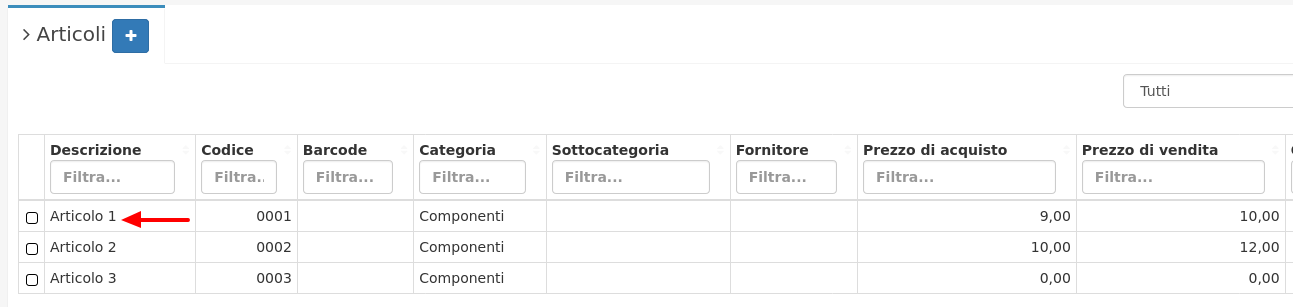 Articoli +
Tutti
Descrizione Codice Barcode Categoria Sottocategoria Fornitore Prezzo di acquisto Prezzo di vendita
Filtra... Filtra.. Filtra... Filtra... Filtra... Filtra... Filtra... Filtra...
Articolo 1 0001 Componenti 9,00 10,00
Articolo 2 0002 Componenti 10,00 12,00
Articolo 3 0003 Componenti 0,00 0,00